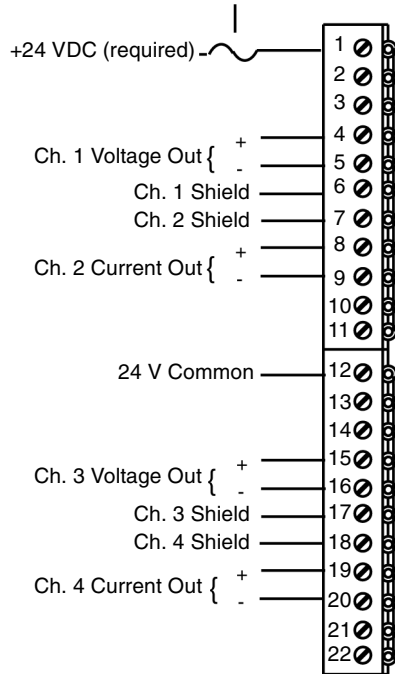 +24 VDC (required) 1
2
3
+ 4
Ch. 1 Voltage Out {
- 5
Ch. 1 Shield 6
Ch. 2 Shield 7
+ 8
Ch. 2 Current Out {
- 9
10
11
24 V Common 12
13
14
+ 15
Ch. 3 Voltage Out {
- 16
Ch. 3 Shield 17
Ch. 4 Shield 18
+ 19
Ch. 4 Current Out {
- 20
21
22